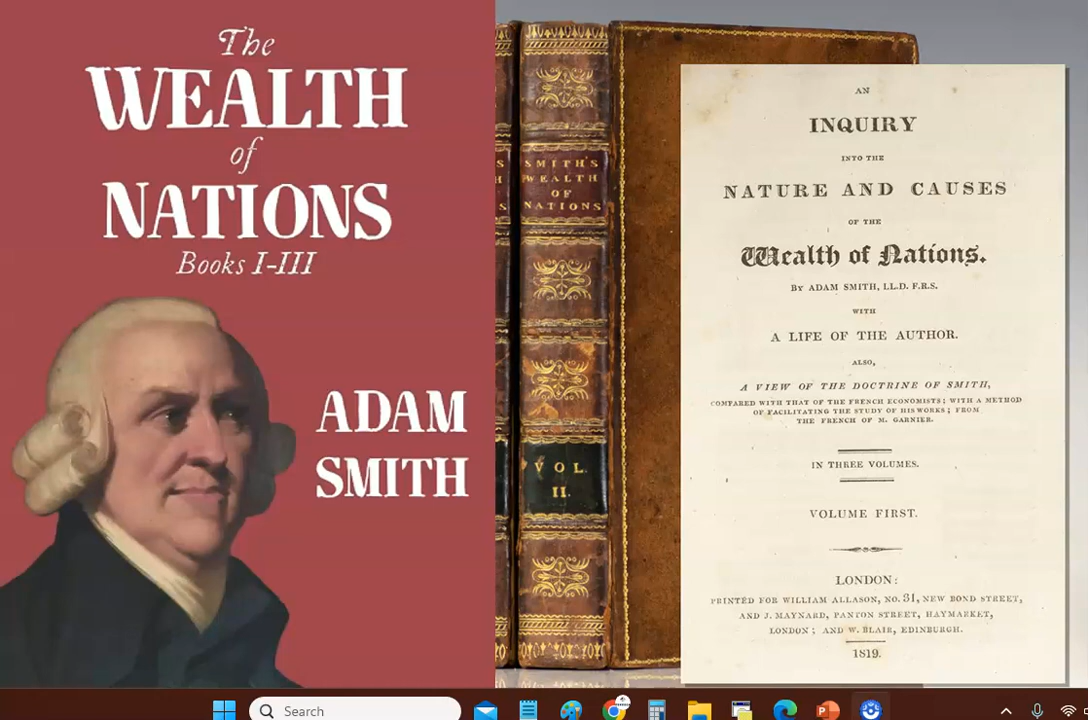 The
WEALTH
of
NATIONS
Books I-III
ADAM
SMITH
SMITH'S
WEALTH
OF
NATIONS
VOL.
II.
AN
INQUIRY
INTO THE
NATURE AND CAUSES
OF THE
Wealth of Nations.
BY ADAM SMITH, LL.D. F.R.S.
WITH
A LIFE OF THE AUTHOR.
ALSO,
A VIEW OF THE DOCTRINE OF SMITH,
COMPARED WITH THAT OF THE FRENCH ECONOMISTS; WITH A METHOD
OF FACILITATING THE STUDY OF HIS WORKS; FROM
THE FRENCH OF M. GARNIER.
IN THREE VOLUMES.
VOLUME FIRST.
LONDON:
PRINTED FOR WILLIAM ALLASON, NO. 31, NEW BOND STREET,
AND J. MAYNARD, PANTON STREET, HAYMARKET,
LONDON; AND W. BLAIR, EDINBURGH.
1819.
Search